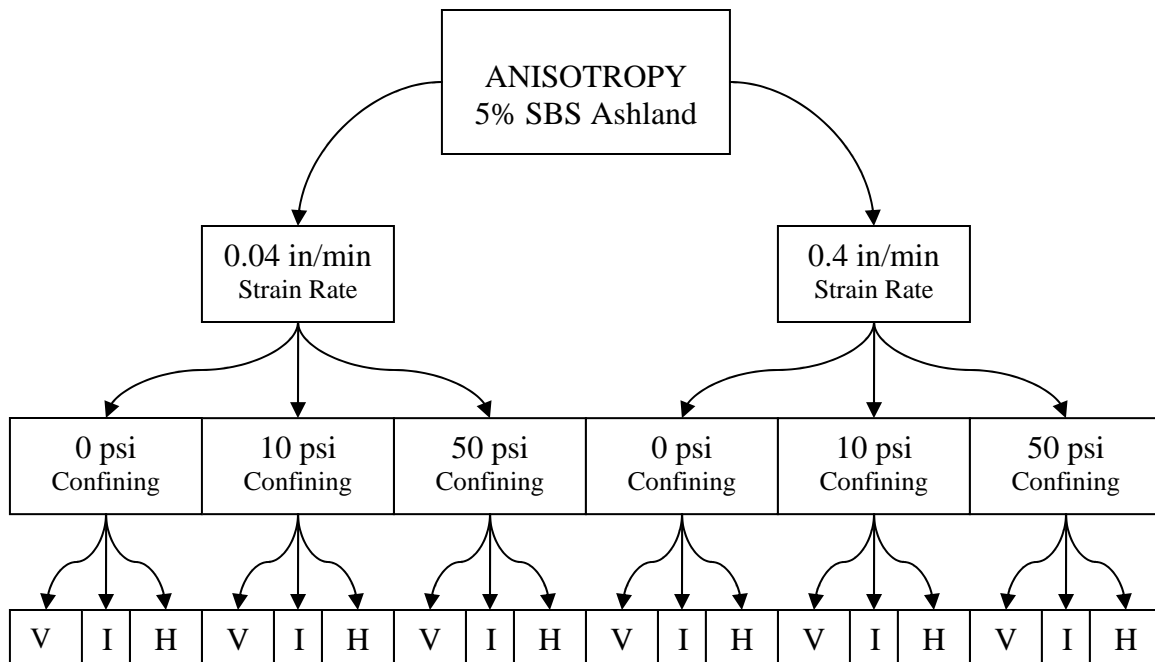 ANISOTROPY
5% SBS Ashland
0.04 in/min
Strain Rate
0.4 in/min
Strain Rate
0 psi
Confining
10 psi
Confining
50 psi
Confining
0 psi
Confining
10 psi
Confining
50 psi
Confining
V
I
H
V
I
H
V
I
H
V
I
H
V
I
H
V
I
H